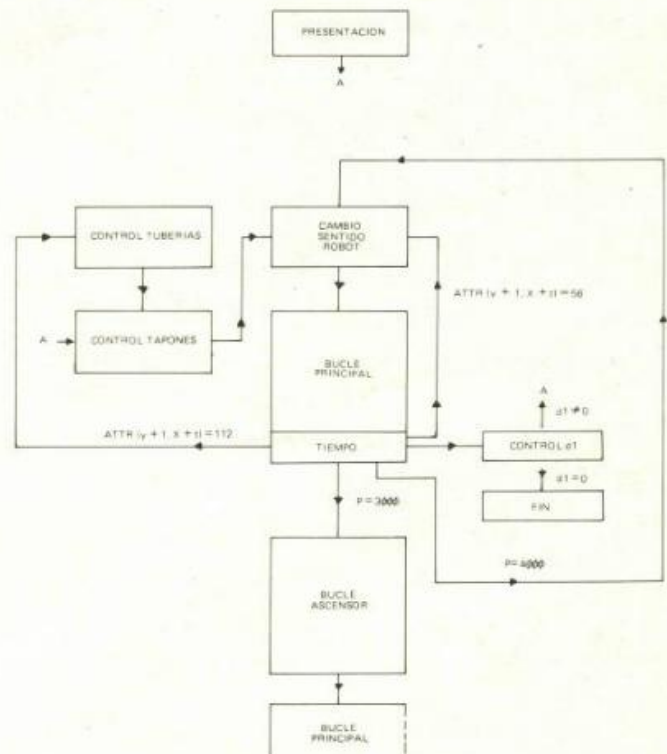 PRESENTACION
A
CONTROL TUBERIAS
CAMBIO
SENTIDO
ROBOT
ATTR (y + 1, X + t) = 56
A
CONTROL TAPONES
BUCLE
PRINCIPAL
A
d1 ≠ 0
ATTR (y + 1, X + t) = 112
TIEMPO
CONTROL d1
d1 = 0
P = 3000
FIN
P = 4000
BUCLE
ASCENSOR
BUCLE
PRINCIPAL